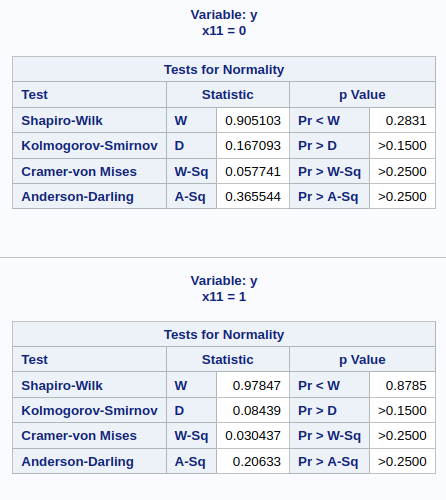 Variable: y
x11 = 0
Tests for Normality
Test Statistic p Value
Shapiro-Wilk W 0.905103 Pr < W 0.2831
Kolmogorov-Smirnov D 0.167093 Pr > D >0.1500
Cramer-von Mises W-Sq 0.057741 Pr > W-Sq >0.2500
Anderson-Darling A-Sq 0.365544 Pr > A-Sq >0.2500
Variable: y
x11 = 1
Tests for Normality
Test Statistic p Value
Shapiro-Wilk W 0.97847 Pr < W 0.8785
Kolmogorov-Smirnov D 0.08439 Pr > D >0.1500
Cramer-von Mises W-Sq 0.030437 Pr > W-Sq >0.2500
Anderson-Darling A-Sq 0.20633 Pr > A-Sq >0.2500